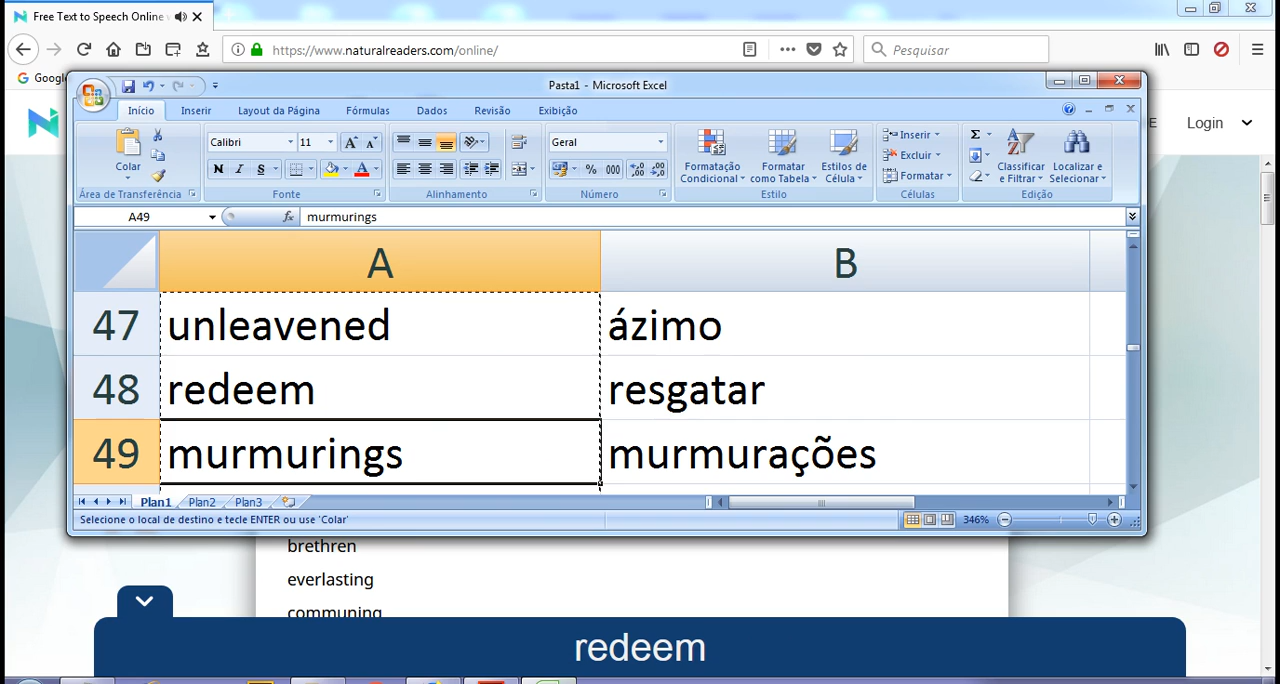 Free Text to Speech Online
https://www.naturalreaders.com/online/
Pesquisar
Googl
Pasta1 - Microsoft Excel
Início Inserir Layout da Página Fórmulas Dados Revisão Exibição
Login
Colar
Área de Transferência
Calibri 11
N I S
Fonte
Alinhamento
Geral
% 000
Número
Formatação Condicional
Formatar como Tabela
Estilos de Célula
Estilo
Inserir
Excluir
Formatar
Células
Classificar e Filtrar
Localizar e Selecionar
Edição
A49 fx murmurings
A B
47 unleavened ázimo
48 redeem resgatar
49 murmurings murmurações
Plan1 Plan2 Plan3
Selecione o local de destino e tecle ENTER ou use 'Colar' 346%
brethren
everlasting
communing
redeem